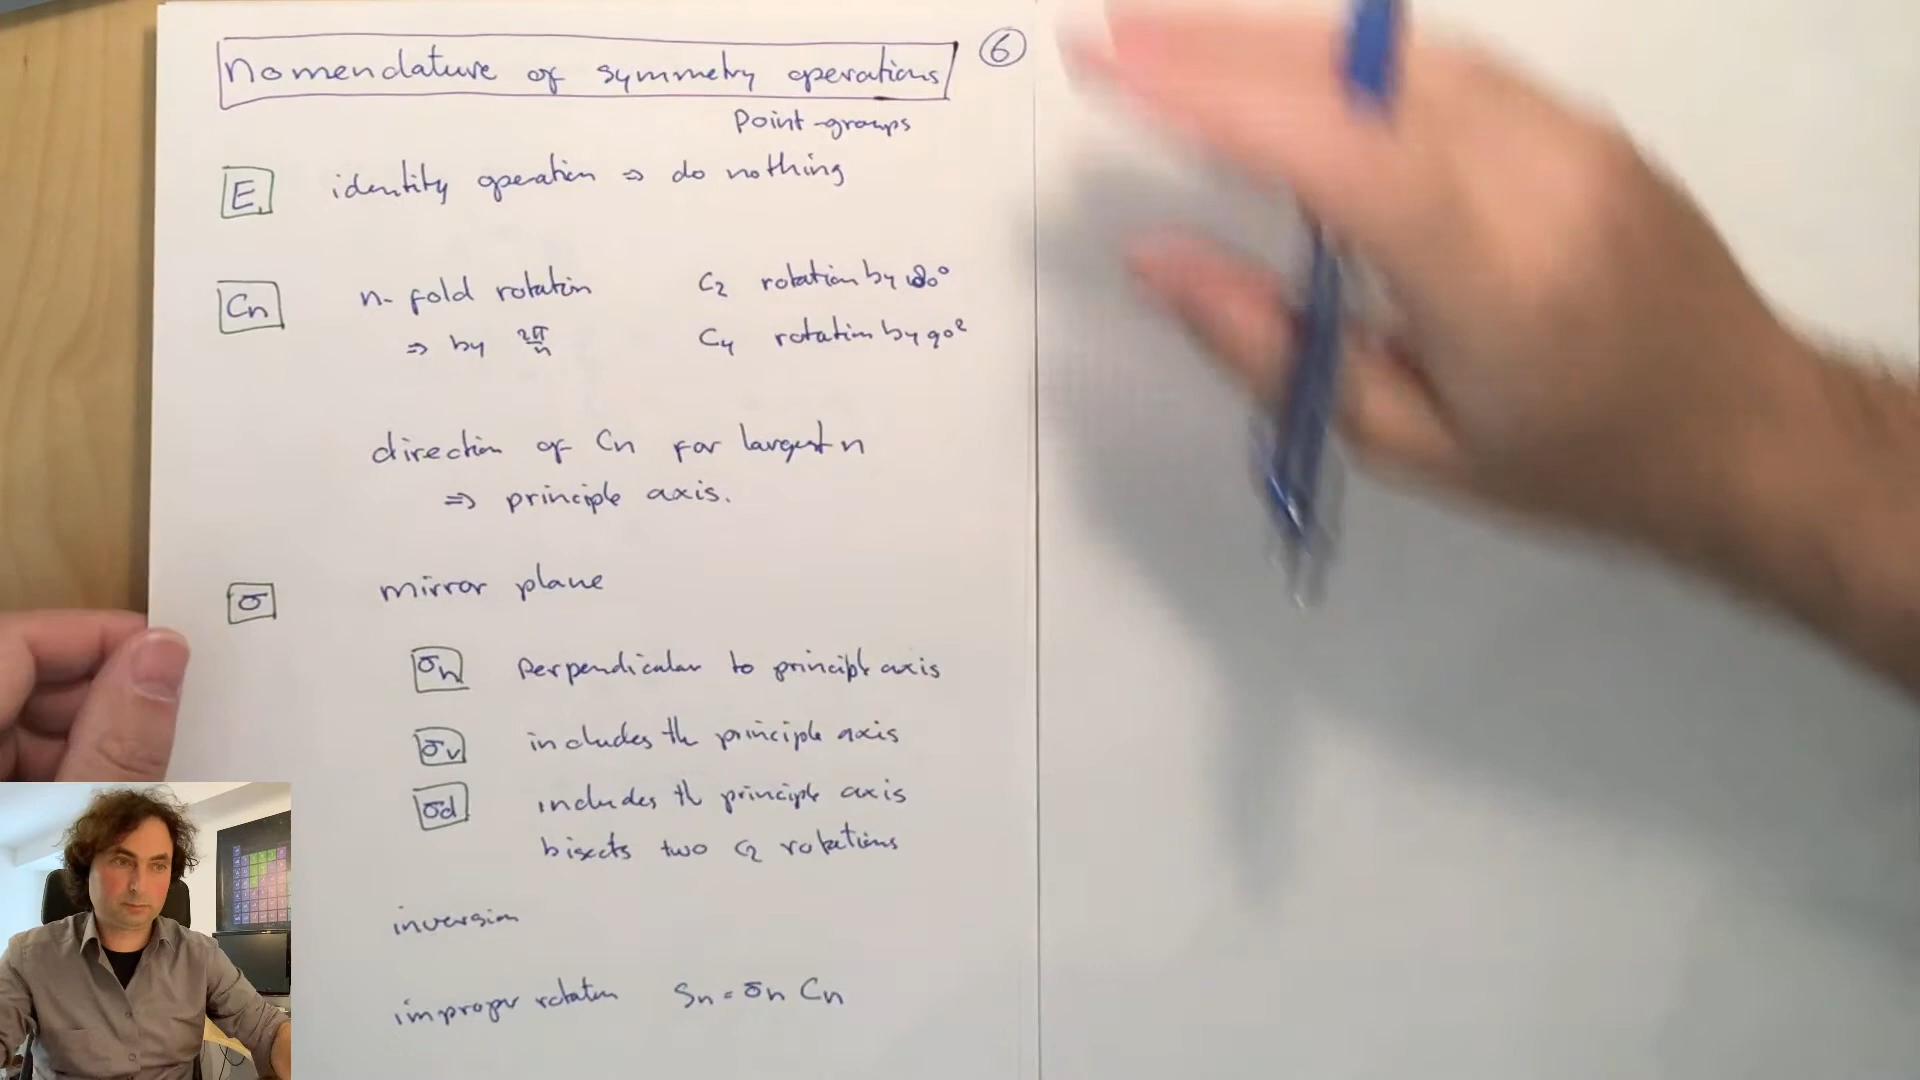 Nomenclature of symmetry operations
6
Point-groups
E identity operation ⇒ do nothing
Cn n-fold rotation C2 rotation by 180°
⇒ by 2π/n C4 rotation by 90°
direction of Cn for largest n
⇒ principle axis.
σ mirror plane
σh perpendicular to principle axis
σv includes the principle axis
σd includes the principle axis
bisects two C2 rotations
inversion
improper rotation Sn = σh Cn